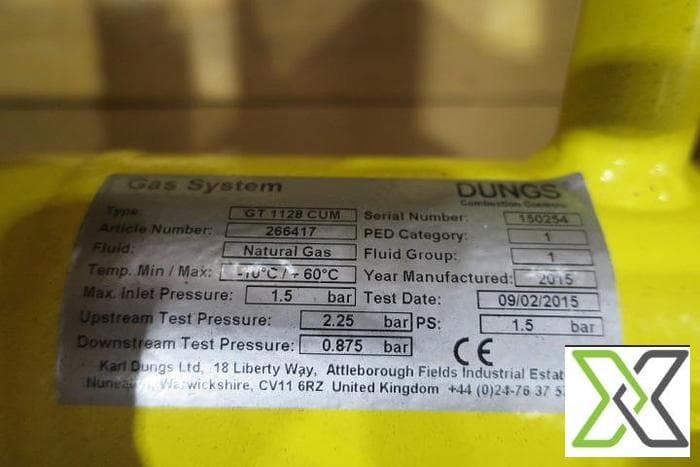 Gas System DUNGS
Combustion Controls
Type: GT 1128 CUM Serial Number: 150254
Article Number: 266417 PED Category: 1
Fluid: Natural Gas Fluid Group: 1
Temp. Min / Max: -10°C / + 60°C Year Manufactured: 2015
Max. Inlet Pressure: 1.5 bar Test Date: 09/02/2015
Upstream Test Pressure: 2.25 bar PS: 1.5 bar
Downstream Test Pressure: 0.875 bar CE
Karl Dungs Ltd, 18 Liberty Way, Attleborough Fields Industrial
Nuneaton, Warwickshire, CV11 6RZ United Kingdom +44 (0)24-76 37